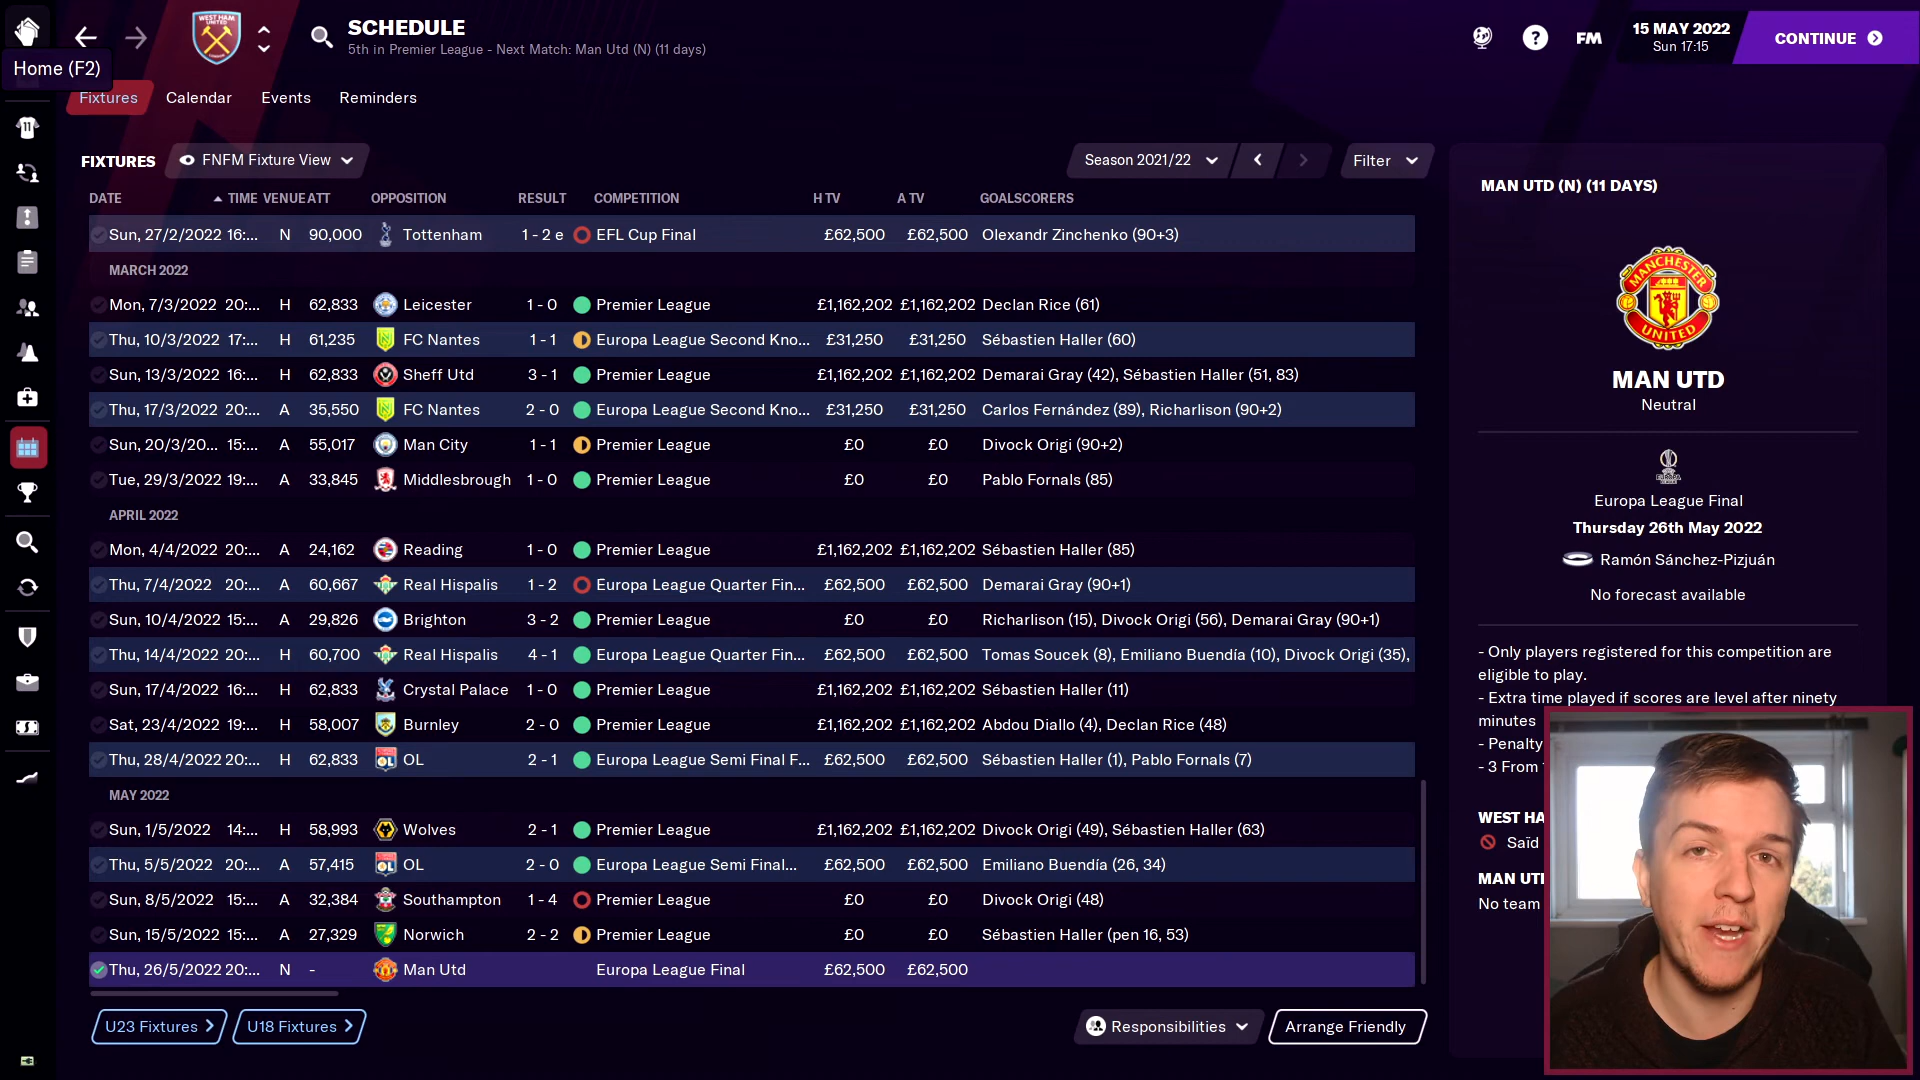 Home (F2)
WEST HAM UNITED
LONDON
SCHEDULE
5th in Premier League - Next Match: Man Utd (N) (11 days)
FM
15 MAY 2022
Sun 17:15
CONTINUE
Fixtures Calendar Events Reminders
FIXTURES FNFM Fixture View Season 2021/22 Filter
DATE TIME VENUE ATT OPPOSITION RESULT COMPETITION H TV A TV GOALSCORERS
Sun, 27/2/2022 16:... N 90,000 Tottenham 1 - 2 e EFL Cup Final £62,500 £62,500 Olexandr Zinchenko (90+3)
MARCH 2022
Mon, 7/3/2022 20:... H 62,833 Leicester 1 - 0 Premier League £1,162,202 £1,162,202 Declan Rice (61)
Thu, 10/3/2022 17:... H 61,235 FC Nantes 1 - 1 Europa League Second Kno... £31,250 £31,250 Sébastien Haller (60)
Sun, 13/3/2022 16:... H 62,833 Sheff Utd 3 - 1 Premier League £1,162,202 £1,162,202 Demarai Gray (42), Sébastien Haller (51, 83)
Thu, 17/3/2022 20:... A 35,550 FC Nantes 2 - 0 Europa League Second Kno... £31,250 £31,250 Carlos Fernández (89), Richarlison (90+2)
Sun, 20/3/20... 15:... A 55,017 Man City 1 - 1 Premier League £0 £0 Divock Origi (90+2)
Tue, 29/3/2022 19:... A 33,845 Middlesbrough 1 - 0 Premier League £0 £0 Pablo Fornals (85)
APRIL 2022
Mon, 4/4/2022 20:... A 24,162 Reading 1 - 0 Premier League £1,162,202 £1,162,202 Sébastien Haller (85)
Thu, 7/4/2022 20:... A 60,667 Real Hispalis 1 - 2 Europa League Quarter Fin... £62,500 £62,500 Demarai Gray (90+1)
Sun, 10/4/2022 15:... A 29,826 Brighton 3 - 2 Premier League £0 £0 Richarlison (15), Divock Origi (56), Demarai Gray (90+1)
Thu, 14/4/2022 20:... H 60,700 Real Hispalis 4 - 1 Europa League Quarter Fin... £62,500 £62,500 Tomas Soucek (8), Emiliano Buendía (10), Divock Origi (35),
Sun, 17/4/2022 16:... H 62,833 Crystal Palace 1 - 0 Premier League £1,162,202 £1,162,202 Sébastien Haller (11)
Sat, 23/4/2022 19:... H 58,007 Burnley 2 - 0 Premier League £1,162,202 £1,162,202 Abdou Diallo (4), Declan Rice (48)
Thu, 28/4/2022 20:... H 62,833 OL 2 - 1 Europa League Semi Final F... £62,500 £62,500 Sébastien Haller (1), Pablo Fornals (7)
MAY 2022
Sun, 1/5/2022 14:... H 58,993 Wolves 2 - 1 Premier League £1,162,202 £1,162,202 Divock Origi (49), Sébastien Haller (63)
Thu, 5/5/2022 20:... A 57,415 OL 2 - 0 Europa League Semi Final... £62,500 £62,500 Emiliano Buendía (26, 34)
Sun, 8/5/2022 15:... A 32,384 Southampton 1 - 4 Premier League £0 £0 Divock Origi (48)
Sun, 15/5/2022 15:... A 27,329 Norwich 2 - 2 Premier League £0 £0 Sébastien Haller (pen 16, 53)
Thu, 26/5/2022 20:... N - Man Utd Europa League Final £62,500 £62,500
U23 Fixtures U18 Fixtures Responsibilities Arrange Friendly
MAN UTD (N) (11 DAYS)
MANCHESTER
UNITED
MAN UTD
Neutral
Europa League Final
Thursday 26th May 2022
Ramón Sánchez-Pizjuán
No forecast available
- Only players registered for this competition are
eligible to play.
- Extra time played if scores are level after ninety
minutes
- Penalty
- 3 From
WEST HA
Saïd
MAN UT
No team